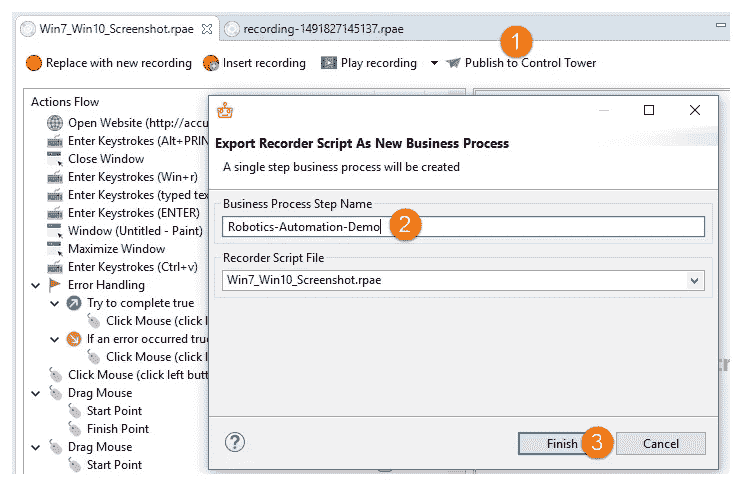 Win7_Win10_Screenshot.rpae
recording-1491827145137.rpae
1
Replace with new recording
Insert recording
Play recording
Publish to Control Tower
Actions Flow
Open Website (http://accu
Enter Keystrokes (Alt+PRIN
Close Window
Enter Keystrokes (Win+r)
Enter Keystrokes (typed tex
Enter Keystrokes (ENTER)
Window (Untitled - Paint)
Maximize Window
Enter Keystrokes (Ctrl+v)
Error Handling
Try to complete true
Click Mouse (click l
If an error occurred tru
Click Mouse (click l
Click Mouse (click left butt
Drag Mouse
Start Point
Finish Point
Drag Mouse
Start Point
Export Recorder Script As New Business Process
A single step business process will be created
Business Process Step Name
Robotics-Automation-Demo
2
Recorder Script File
Win7_Win10_Screenshot.rpae
?
Finish
3
Cancel